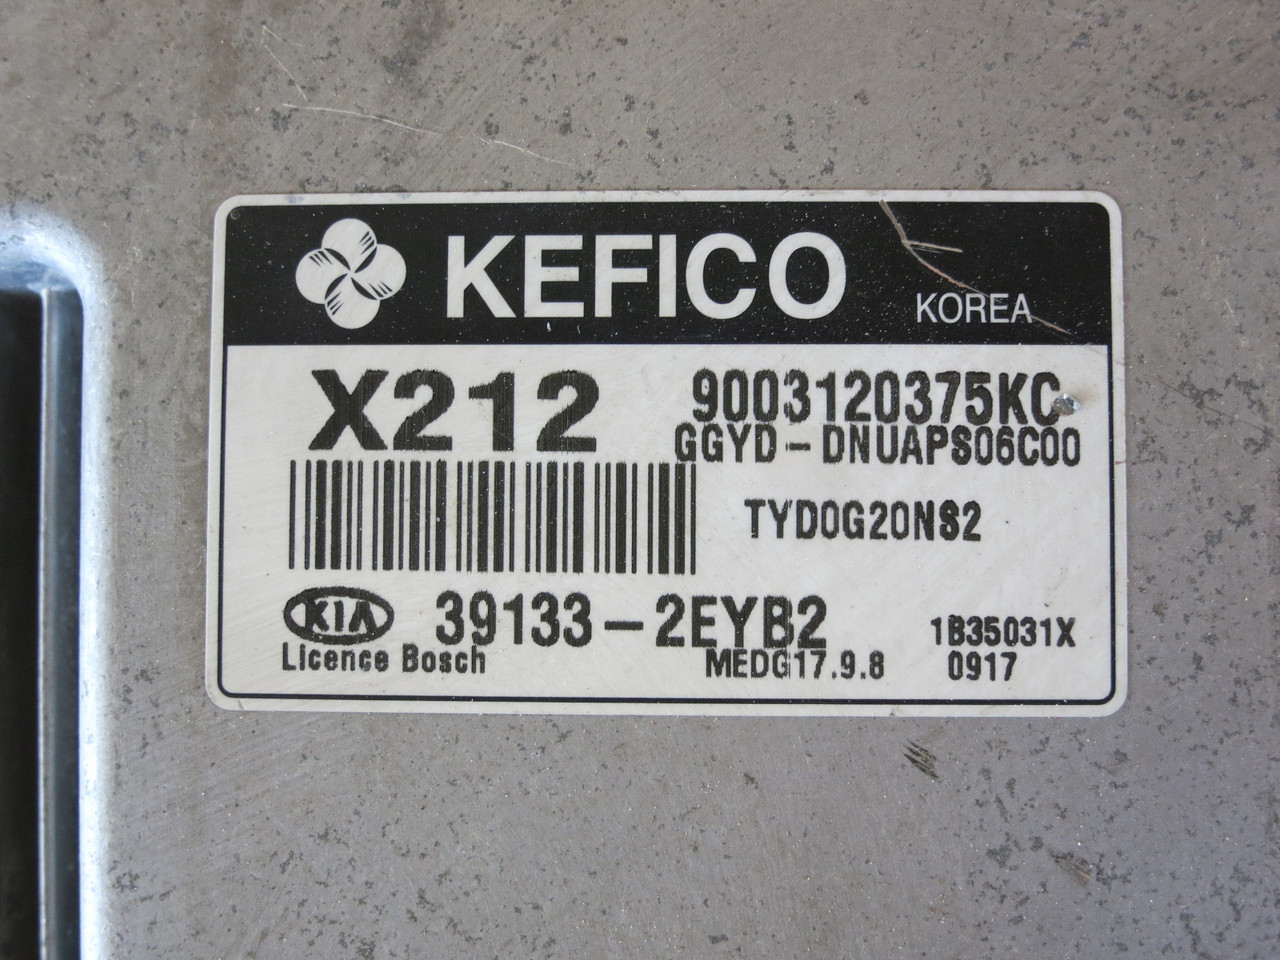 KEFICO
KOREA
X212
9003120375KC
GGYD-DNUAPS06C00
TYD0G20NS2
KIA
39133-2EYB2
1B35031X
Licence Bosch
MEDG17.9.8
0917